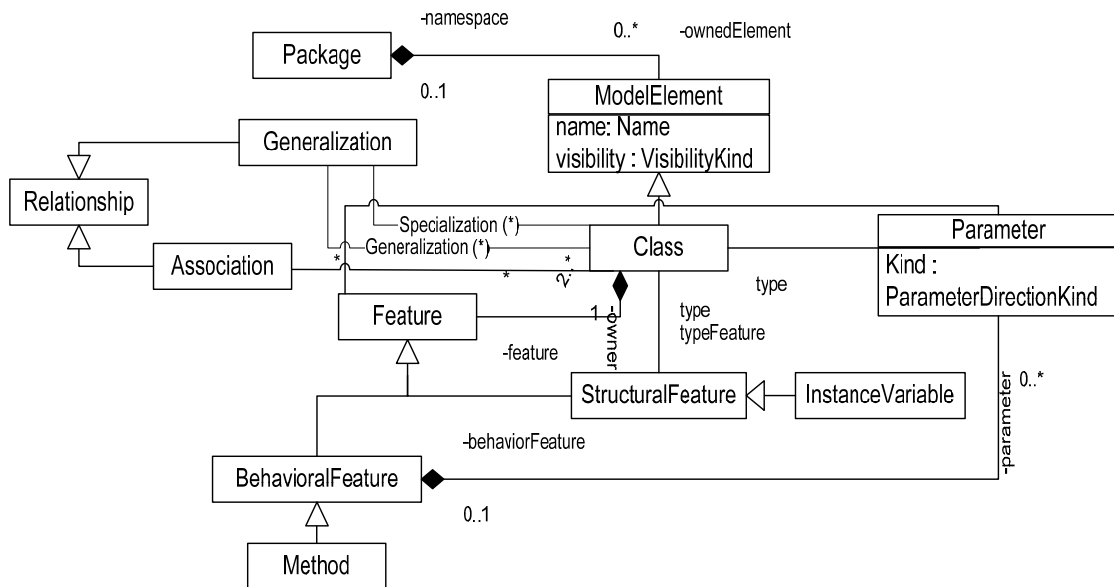 -namespace
0..*
-ownedElement
Package
0..1
ModelElement
name: Name
visibility : VisibilityKind
Generalization
Relationship
Specialization (*)
Generalization (*)
Class
Parameter
Kind :
ParameterDirectionKind
Association
*
*
2..*
type
Feature
1
-owner
type
typeFeature
-feature
StructuralFeature
InstanceVariable
0..*
-parameter
-behaviorFeature
BehavioralFeature
0..1
Method